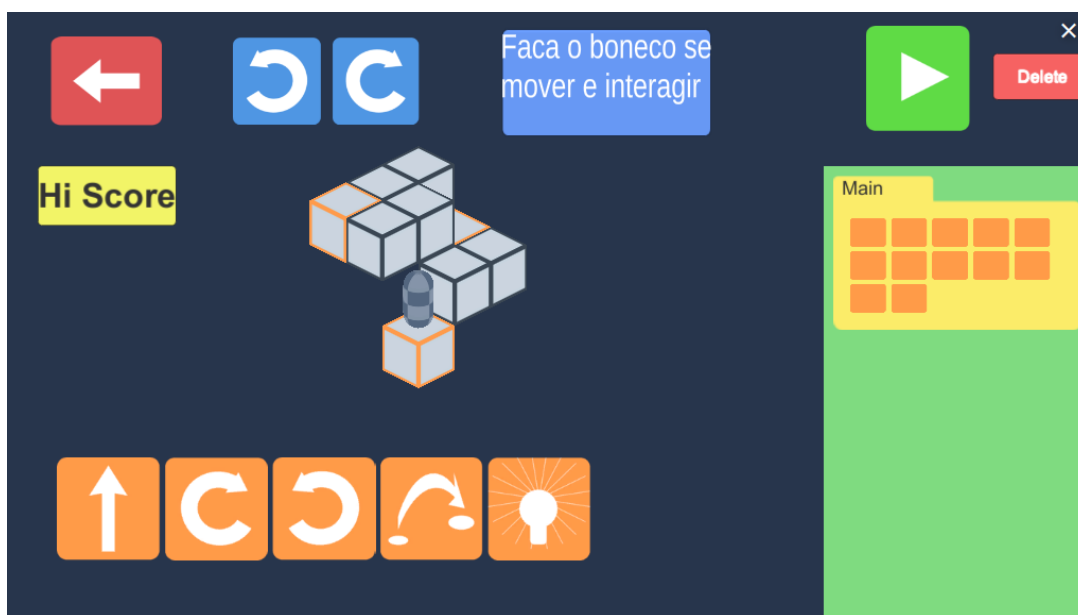 Faca o boneco se
mover e interagir
×
Delete
Hi Score
Main